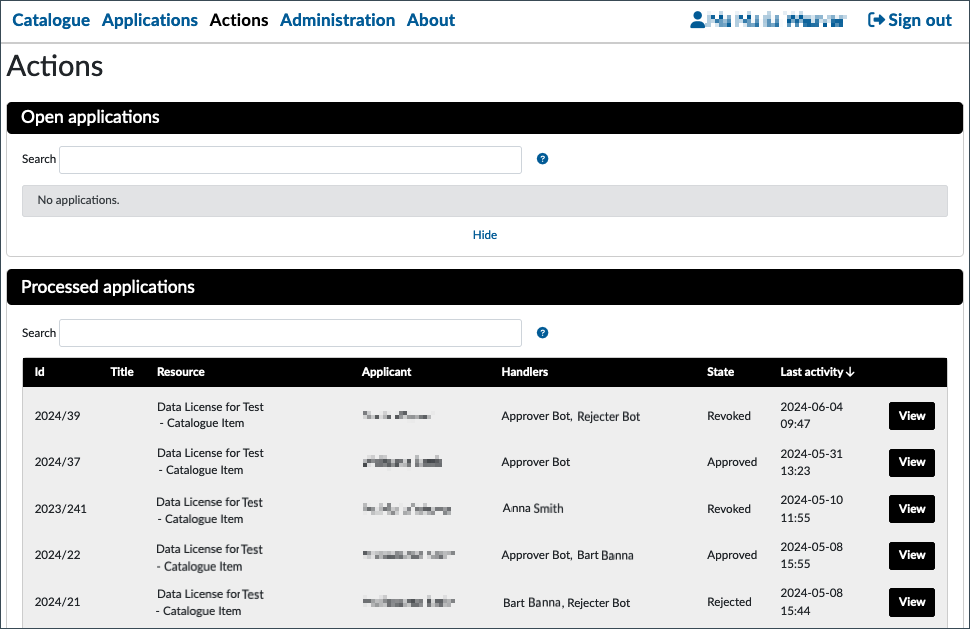 Catalogue Applications Actions Administration About Sign out
Actions
Open applications
Search
?
No applications.
Hide
Processed applications
Search
?
Id Title Resource Applicant Handlers State Last activity ↓
2024/39 Data License for Test - Catalogue Item Approver Bot, Rejecter Bot Revoked 2024-06-04 09:47 View
2024/37 Data License for Test - Catalogue Item Approver Bot Approved 2024-05-31 13:23 View
2023/241 Data License for Test - Catalogue Item Anna Smith Revoked 2024-05-10 11:55 View
2024/22 Data License for Test - Catalogue Item Approver Bot, Bart Banna Approved 2024-05-08 15:55 View
2024/21 Data License for Test - Catalogue Item Bart Banna, Rejecter Bot Rejected 2024-05-08 15:44 View